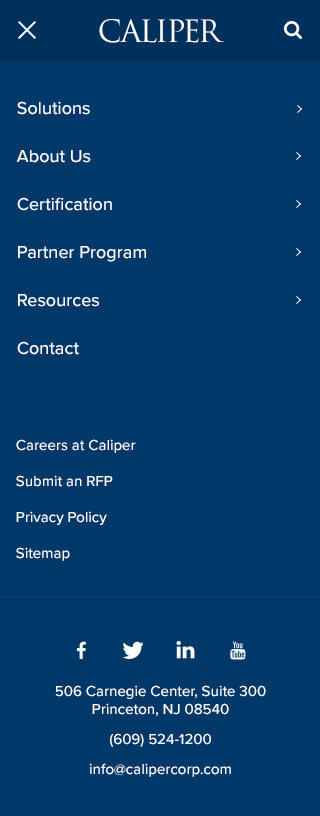 CALIPER
Solutions
About Us
Certification
Partner Program
Resources
Contact
Careers at Caliper
Submit an RFP
Privacy Policy
Sitemap
You
Tube
506 Carnegie Center, Suite 300
Princeton, NJ 08540
(609) 524-1200
info@calipercorp.com